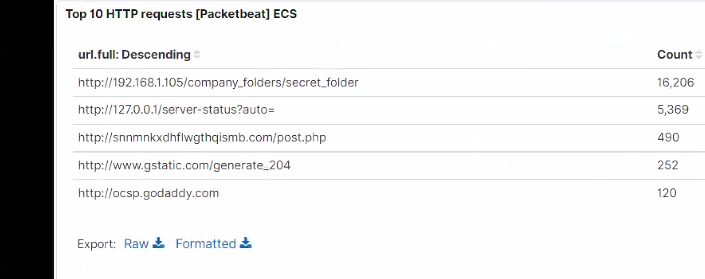 Top 10 HTTP requests [Packetbeat] ECS
url.full: Descending Count
http://192.168.1.105/company_folders/secret_folder 16,206
http://127.0.0.1/server-status?auto= 5,369
http://snnmnkxdhflwgthqismb.com/post.php 490
http://www.gstatic.com/generate_204 252
http://ocsp.godaddy.com 120
Export: Raw Formatted